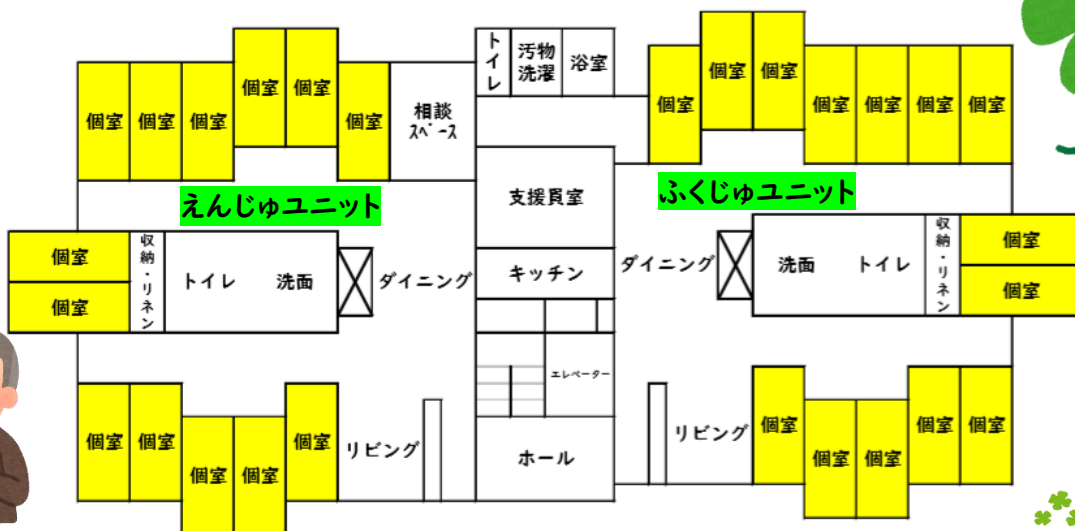 個室
個室
個室
個室
個室
個室
相談
スペース
トイレ
汚物
洗濯
浴室
個室
個室
個室
個室
個室
個室
個室
えんじゅユニット
支援員室
ふくじゅユニット
個室
個室
収納・リネン
トイレ
洗面
ダイニング
キッチン
ダイニング
洗面
トイレ
収納・リネン
個室
個室
エレベーター
個室
個室
個室
個室
個室
リビング
ホール
リビング
個室
個室
個室
個室
個室